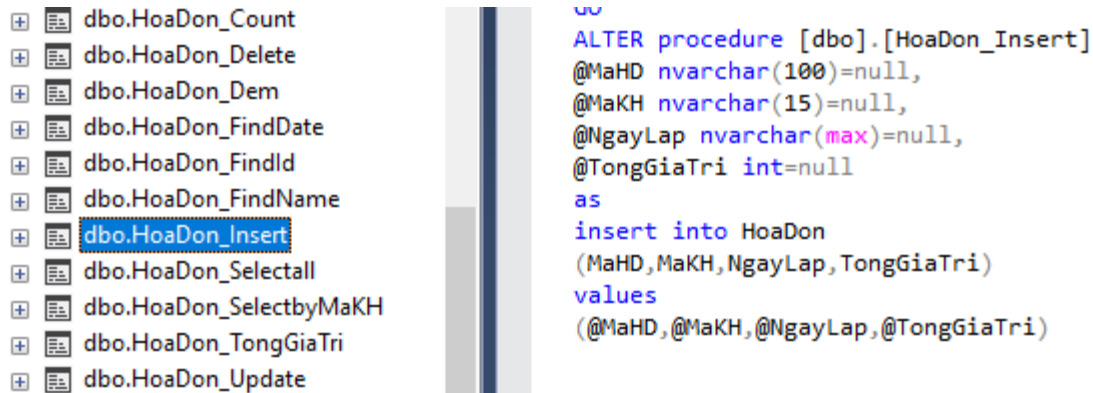 dbo.HoaDon_Count
dbo.HoaDon_Delete
dbo.HoaDon_Dem
dbo.HoaDon_FindDate
dbo.HoaDon_FindId
dbo.HoaDon_FindName
dbo.HoaDon_Insert
dbo.HoaDon_Selectall
dbo.HoaDon_SelectbyMaKH
dbo.HoaDon_TongGiaTri
dbo.HoaDon_Update
ALTER procedure [dbo].[HoaDon_Insert]
@MaHD nvarchar(100)=null,
@MaKH nvarchar(15)=null,
@NgayLap nvarchar(max)=null,
@TongGiaTri int=null
as
insert into HoaDon
(MaHD,MaKH,NgayLap,TongGiaTri)
values
(@MaHD,@MaKH,@NgayLap,@TongGiaTri)